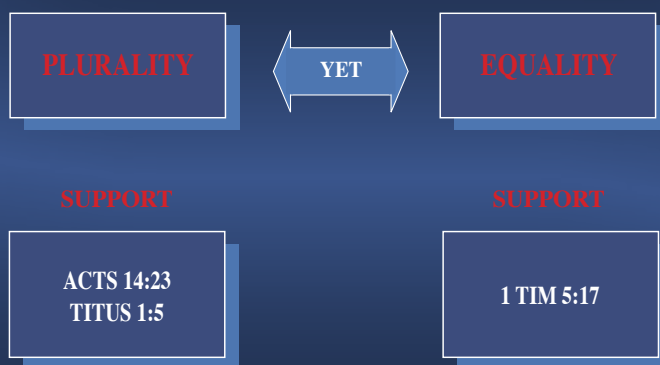 PLURALITY
YET
EQUALITY
SUPPORT
SUPPORT
ACTS 14:23
TITUS 1:5
1 TIM 5:17